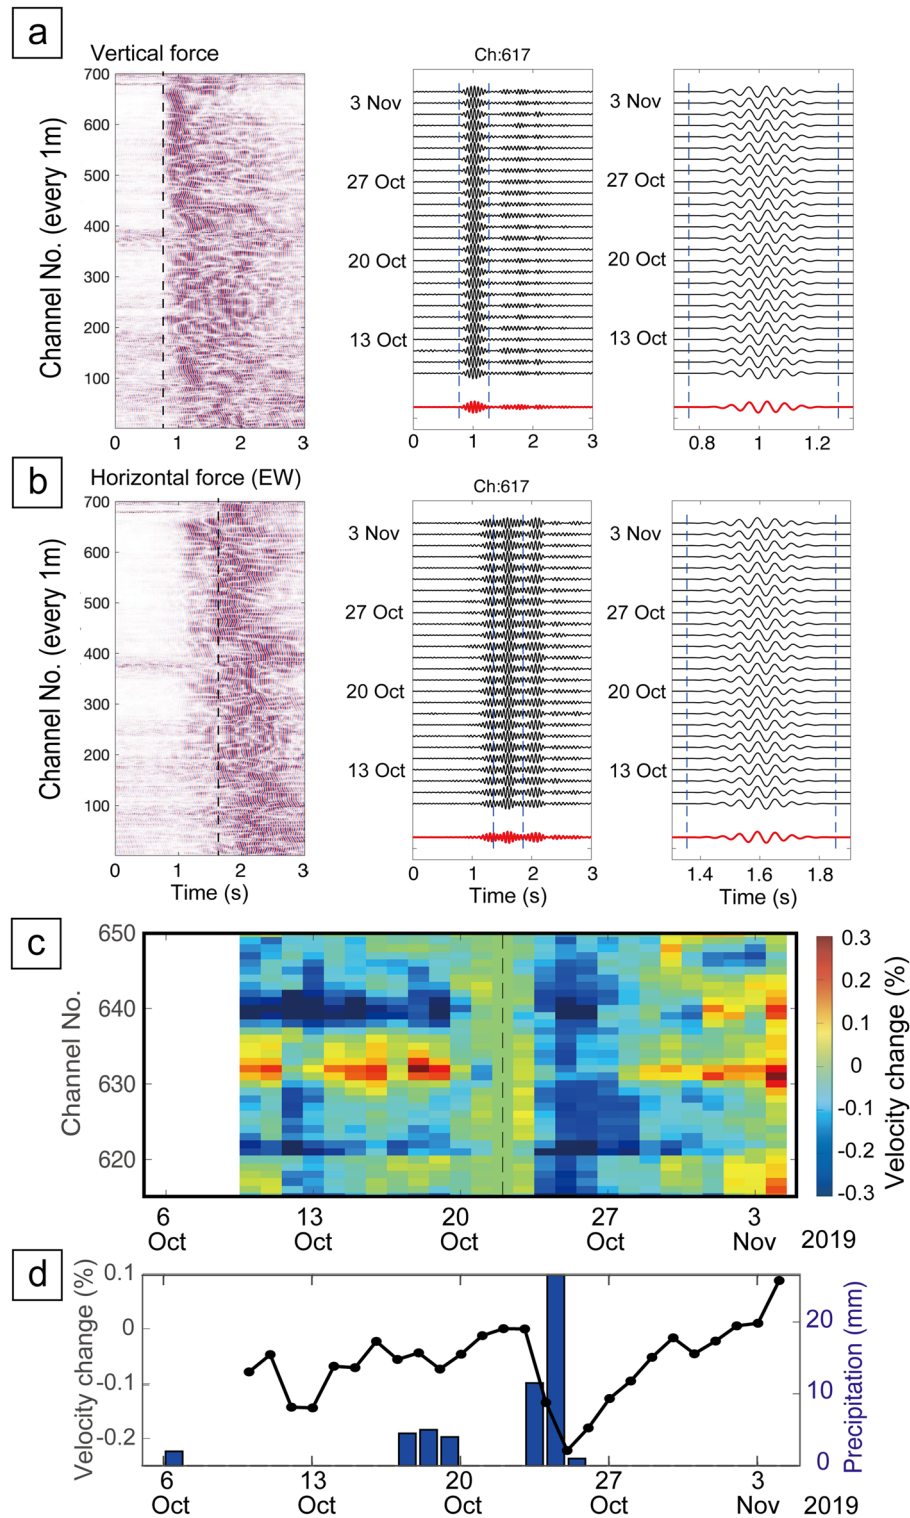 a
Vertical force
Ch:617
Channel No. (every 1m)
700
600
500
400
300
200
100
0 1 2 3
3 Nov
27 Oct
20 Oct
13 Oct
0 1 2 3
3 Nov
27 Oct
20 Oct
13 Oct
0.8 1 1.2
b
Horizontal force (EW)
Ch:617
Channel No. (every 1m)
700
600
500
400
300
200
100
0 1 2 3
Time (s)
3 Nov
27 Oct
20 Oct
13 Oct
0 1 2 3
Time (s)
3 Nov
27 Oct
20 Oct
13 Oct
1.4 1.6 1.8
Time (s)
c
Channel No.
650
640
630
620
6 13 20 27 3
Oct Oct Oct Oct Nov 2019
0.3
0.2
0.1
0
-0.1
-0.2
-0.3
Velocity change (%)
d
Velocity change (%)
0.1
0
-0.1
-0.2
20
10
0
Precipitation (mm)
6 13 20 27 3
Oct Oct Oct Oct Nov 2019